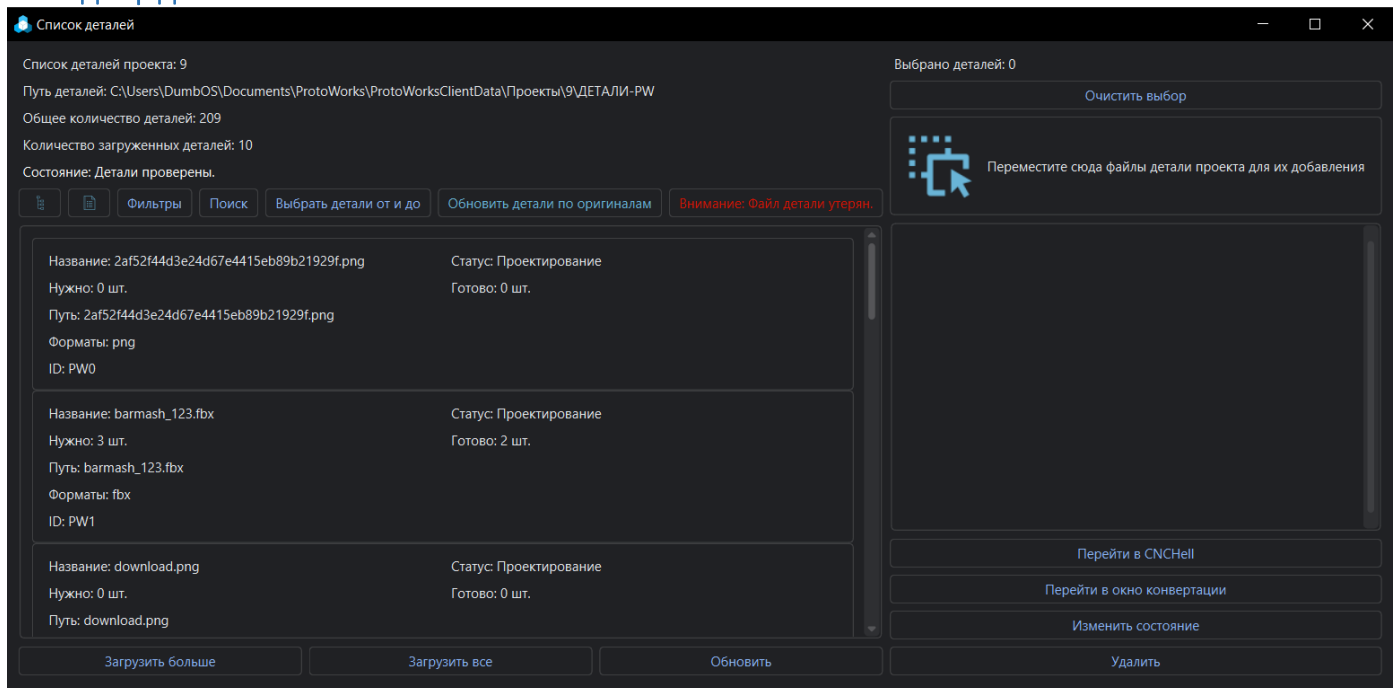 Список деталей
Список деталей проекта: 9
Путь деталей: C:\Users\DumbOS\Documents\ProtoWorks\ProtoWorksClientData\Проекты\9\ДЕТАЛИ-PW
Общее количество деталей: 209
Количество загруженных деталей: 10
Состояние: Детали проверены.
Фильтры
Поиск
Выбрать детали от и до
Обновить детали по оригиналам
Внимание: Файл детали утерян.
Название: 2af52f44d3e24d67e4415eb89b21929f.png
Статус: Проектирование
Нужно: 0 шт.
Готово: 0 шт.
Путь: 2af52f44d3e24d67e4415eb89b21929f.png
Форматы: png
ID: PW0
Название: barmash_123.fbx
Статус: Проектирование
Нужно: 3 шт.
Готово: 2 шт.
Путь: barmash_123.fbx
Форматы: fbx
ID: PW1
Название: download.png
Статус: Проектирование
Нужно: 0 шт.
Готово: 0 шт.
Путь: download.png
Загрузить больше
Загрузить все
Обновить
Выбрано деталей: 0
Очистить выбор
Переместите сюда файлы детали проекта для их добавления
Перейти в CNCHell
Перейти в окно конвертации
Изменить состояние
Удалить